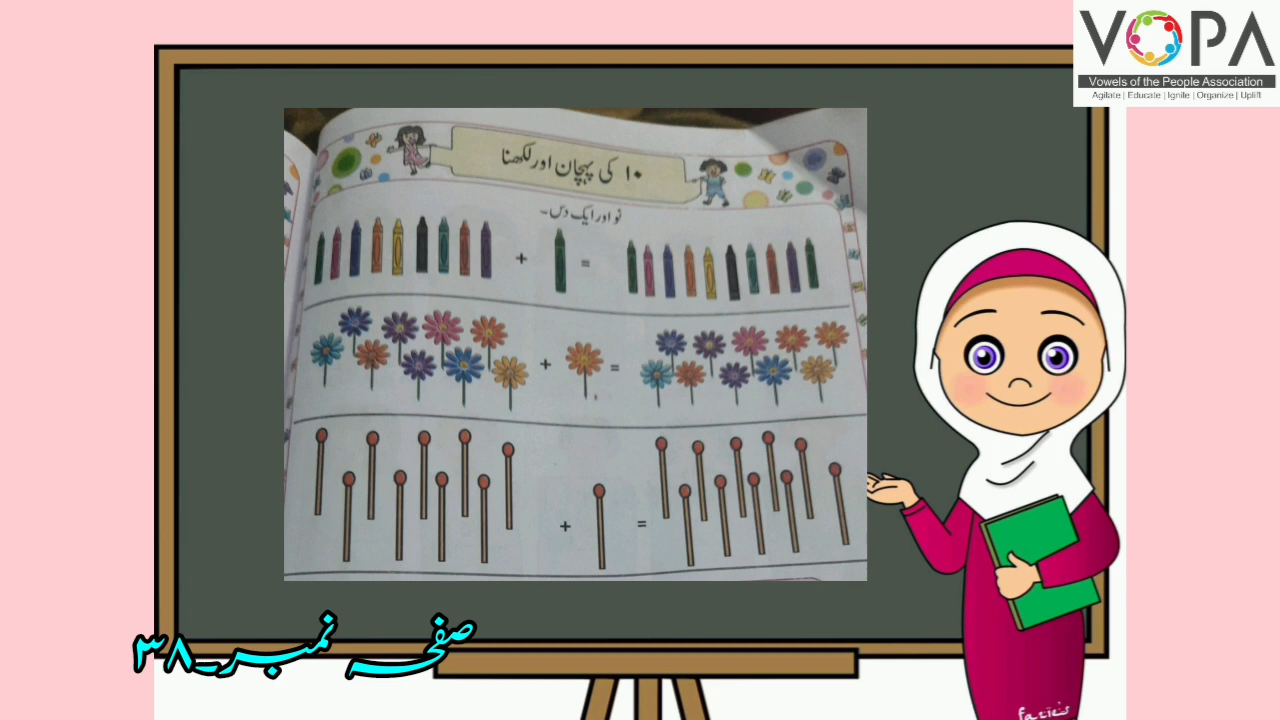 VOPA
Vowels of the People Association
Agitate | Educate | Ignite | Organize | Uplift
۱۰ کی پہچان اور لکھنا
نو اور ایک دس۔
+ =
+ =
+ =
صفحہ نمبر۔۳۸